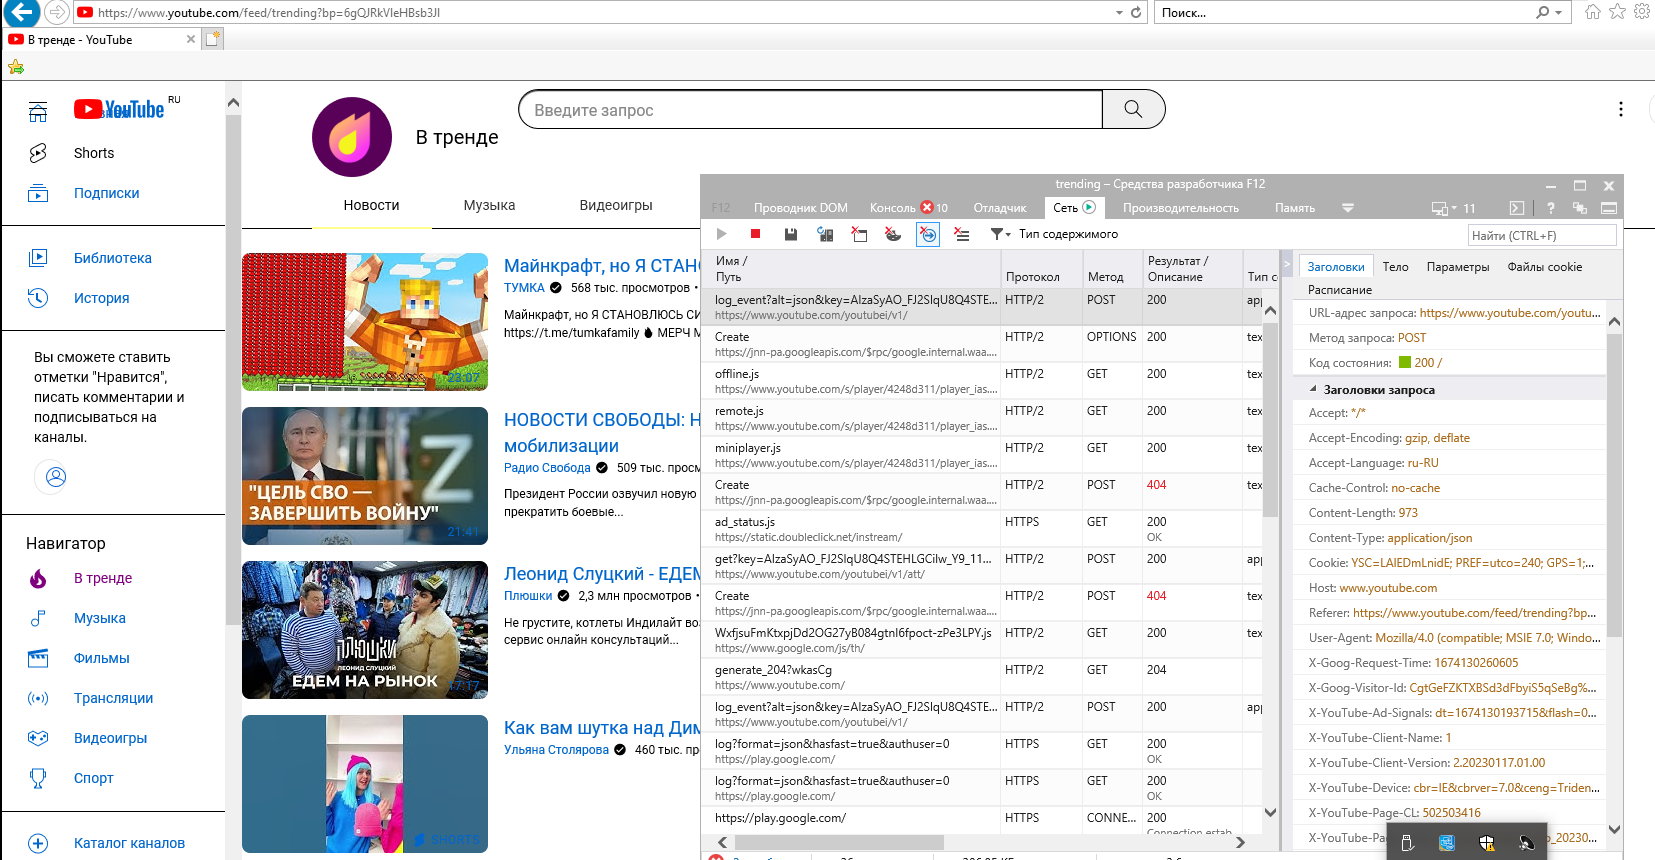 https://www.youtube.com/feed/trending?bp=6gQJRkVleHBsb3Jl
Поиск...
В тренде - YouTube
YouTube RU
Shorts
Подписки
Библиотека
История
Вы сможете ставить
отметки "Нравится",
писать комментарии и
подписываться на
каналы.
Навигатор
В тренде
Музыка
Фильмы
Трансляции
Видеоигры
Спорт
Каталог каналов
Введите запрос
В тренде
Новости Музыка Видеоигры
23:07
Майнкрафт, но Я СТАНО
ТУМКА 568 тыс. просмотров •
Майнкрафт, но Я СТАНОВЛЮСЬ СИ
https://t.me/tumkafamily МЕРЧ М
"ЦЕЛЬ СВО —
ЗАВЕРШИТЬ ВОЙНУ"
21:41
НОВОСТИ СВОБОДЫ: Н
мобилизации
Радио Свобода 509 тыс. просм
Президент России озвучил новую
прекратить боевые...
ПЛЮШКИ
ЛЕОНИД СЛУЦКИЙ
ЕДЕМ НА РЫНОК
17:17
Леонид Слуцкий - ЕДЕМ
Плюшки 2,3 млн просмотров •
Не грустите, котлеты Индилайт во
сервис онлайн консультаций...
SHORTS
Как вам шутка над Дим
Ульяна Столярова 460 тыс. пр
trending – Средства разработчика F12
F12 Проводник DOM Консоль 10 Отладчик Сеть Производительность Память 11 ?
Тип содержимого
Найти (CTRL+F)
Имя / Путь Протокол Метод Результат / Описание Тип с
log_event?alt=json&key=AIzaSyAO_FJ2SlqU8Q4STE... HTTP/2 POST 200 app
https://www.youtube.com/youtubei/v1/
Create HTTP/2 OPTIONS 200 tex
https://jnn-pa.googleapis.com/$rpc/google.internal.waa....
offline.js HTTP/2 GET 200 tex
https://www.youtube.com/s/player/4248d311/player_ias....
remote.js HTTP/2 GET 200 tex
https://www.youtube.com/s/player/4248d311/player_ias....
miniplayer.js HTTP/2 GET 200 tex
https://www.youtube.com/s/player/4248d311/player_ias....
Create HTTP/2 POST 404 tex
https://jnn-pa.googleapis.com/$rpc/google.internal.waa....
ad_status.js HTTPS GET 200
https://static.doubleclick.net/instream/ OK
get?key=AIzaSyAO_FJ2SlqU8Q4STEHLGCilw_Y9_11... HTTP/2 POST 200 app
https://www.youtube.com/youtubei/v1/att/
Create HTTP/2 POST 404 tex
https://jnn-pa.googleapis.com/$rpc/google.internal.waa....
WxfjsuFmKtxpjDd2OG27yB084gtnI6fpoct-zPe3LPY.js HTTP/2 GET 200 tex
https://www.google.com/js/th/
generate_204?wkasCg HTTP/2 GET 204
https://www.youtube.com/
log_event?alt=json&key=AIzaSyAO_FJ2SlqU8Q4STE... HTTP/2 POST 200 app
https://www.youtube.com/youtubei/v1/
log?format=json&hasfast=true&authuser=0 HTTPS GET 200
https://play.google.com/ OK
log?format=json&hasfast=true&authuser=0 HTTPS GET 200
https://play.google.com/ OK
https://play.google.com/ HTTPS CONNE... 200
Connection estab
Заголовки Тело Параметры Файлы cookie
Расписание
URL-адрес запроса: https://www.youtube.com/youtu...
Метод запроса: POST
Код состояния: 200 /
Заголовки запроса
Accept: */*
Accept-Encoding: gzip, deflate
Accept-Language: ru-RU
Cache-Control: no-cache
Content-Length: 973
Content-Type: application/json
Cookie: YSC=LAIEDmLnidE; PREF=utco=240; GPS=1;...
Host: www.youtube.com
Referer: https://www.youtube.com/feed/trending?bp...
User-Agent: Mozilla/4.0 (compatible; MSIE 7.0; Windo...
X-Goog-Request-Time: 1674130260605
X-Goog-Visitor-Id: CgtGeFZKTXBSd3dFbyiS5qSeBg%...
X-YouTube-Ad-Signals: dt=1674130193715&flash=0...
X-YouTube-Client-Name: 1
X-YouTube-Client-Version: 2.20230117.01.00
X-YouTube-Device: cbr=IE&cbrver=7.0&ceng=Triden...
X-YouTube-Page-CL: 502503416